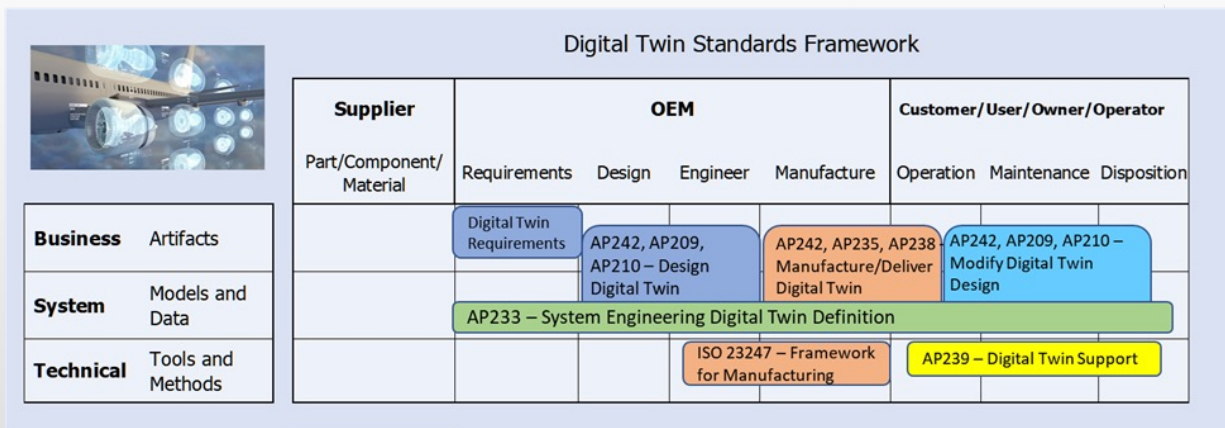 Digital Twin Standards Framework
Supplier
OEM
Customer/User/Owner/Operator
Part/Component/
Material
Requirements
Design
Engineer
Manufacture
Operation
Maintenance
Disposition
Business
Artifacts
Digital Twin
Requirements
AP242, AP209,
AP210 – Design
Digital Twin
AP242, AP235, AP238 -
Manufacture/Deliver
Digital Twin
AP242, AP209, AP210 –
Modify Digital Twin
Design
System
Models and
Data
AP233 – System Engineering Digital Twin Definition
Technical
Tools and
Methods
ISO 23247 – Framework
for Manufacturing
AP239 – Digital Twin Support